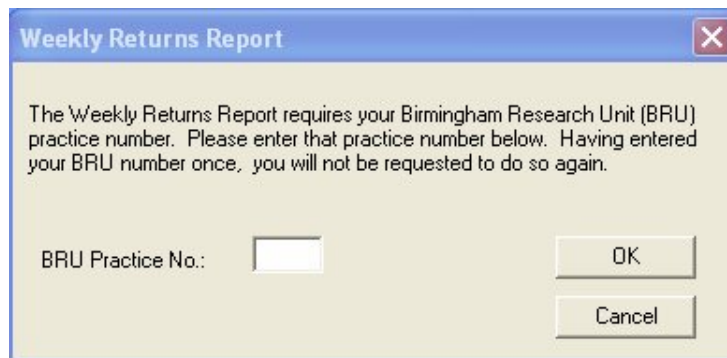 Weekly Returns Report
The Weekly Returns Report requires your Birmingham Research Unit (BRU)
practice number. Please enter that practice number below. Having entered
your BRU number once, you will not be requested to do so again.
BRU Practice No.:
OK
Cancel